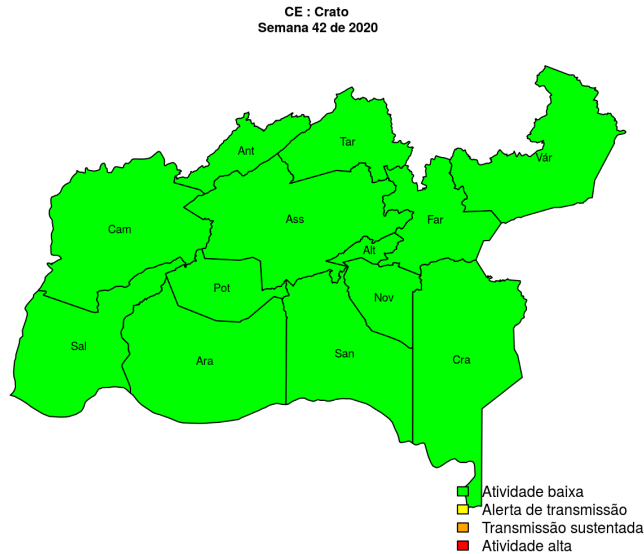 CE : Crato
Semana 42 de 2020
Ant
Tar
Vár
Cam
Ass
Far
Alt
Pot
Nov
Sal
Ara
San
Cra
Atividade baixa
Alerta de transmissão
Transmissão sustentada
Atividade alta